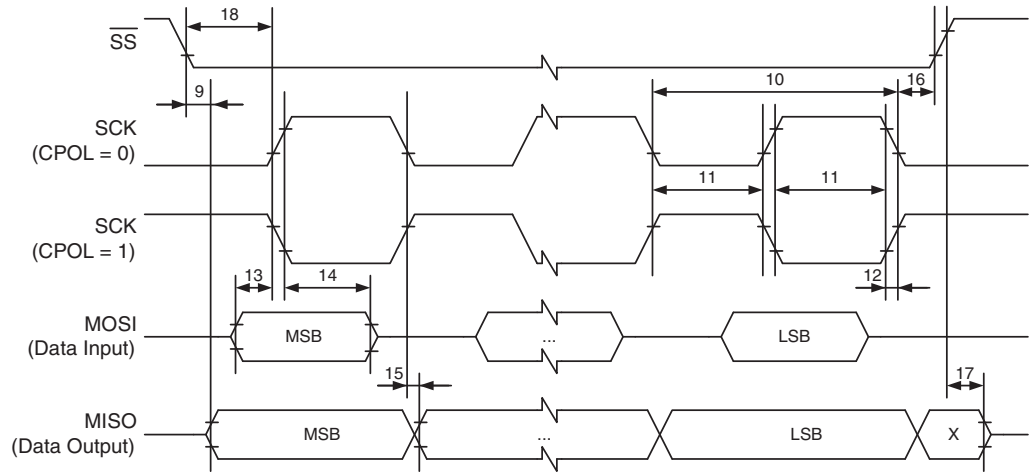 18
SS
9
10
16
SCK
(CPOL = 0)
11
11
SCK
(CPOL = 1)
13
14
12
MOSI
(Data Input)
MSB
...
LSB
15
17
MISO
(Data Output)
MSB
...
LSB
X